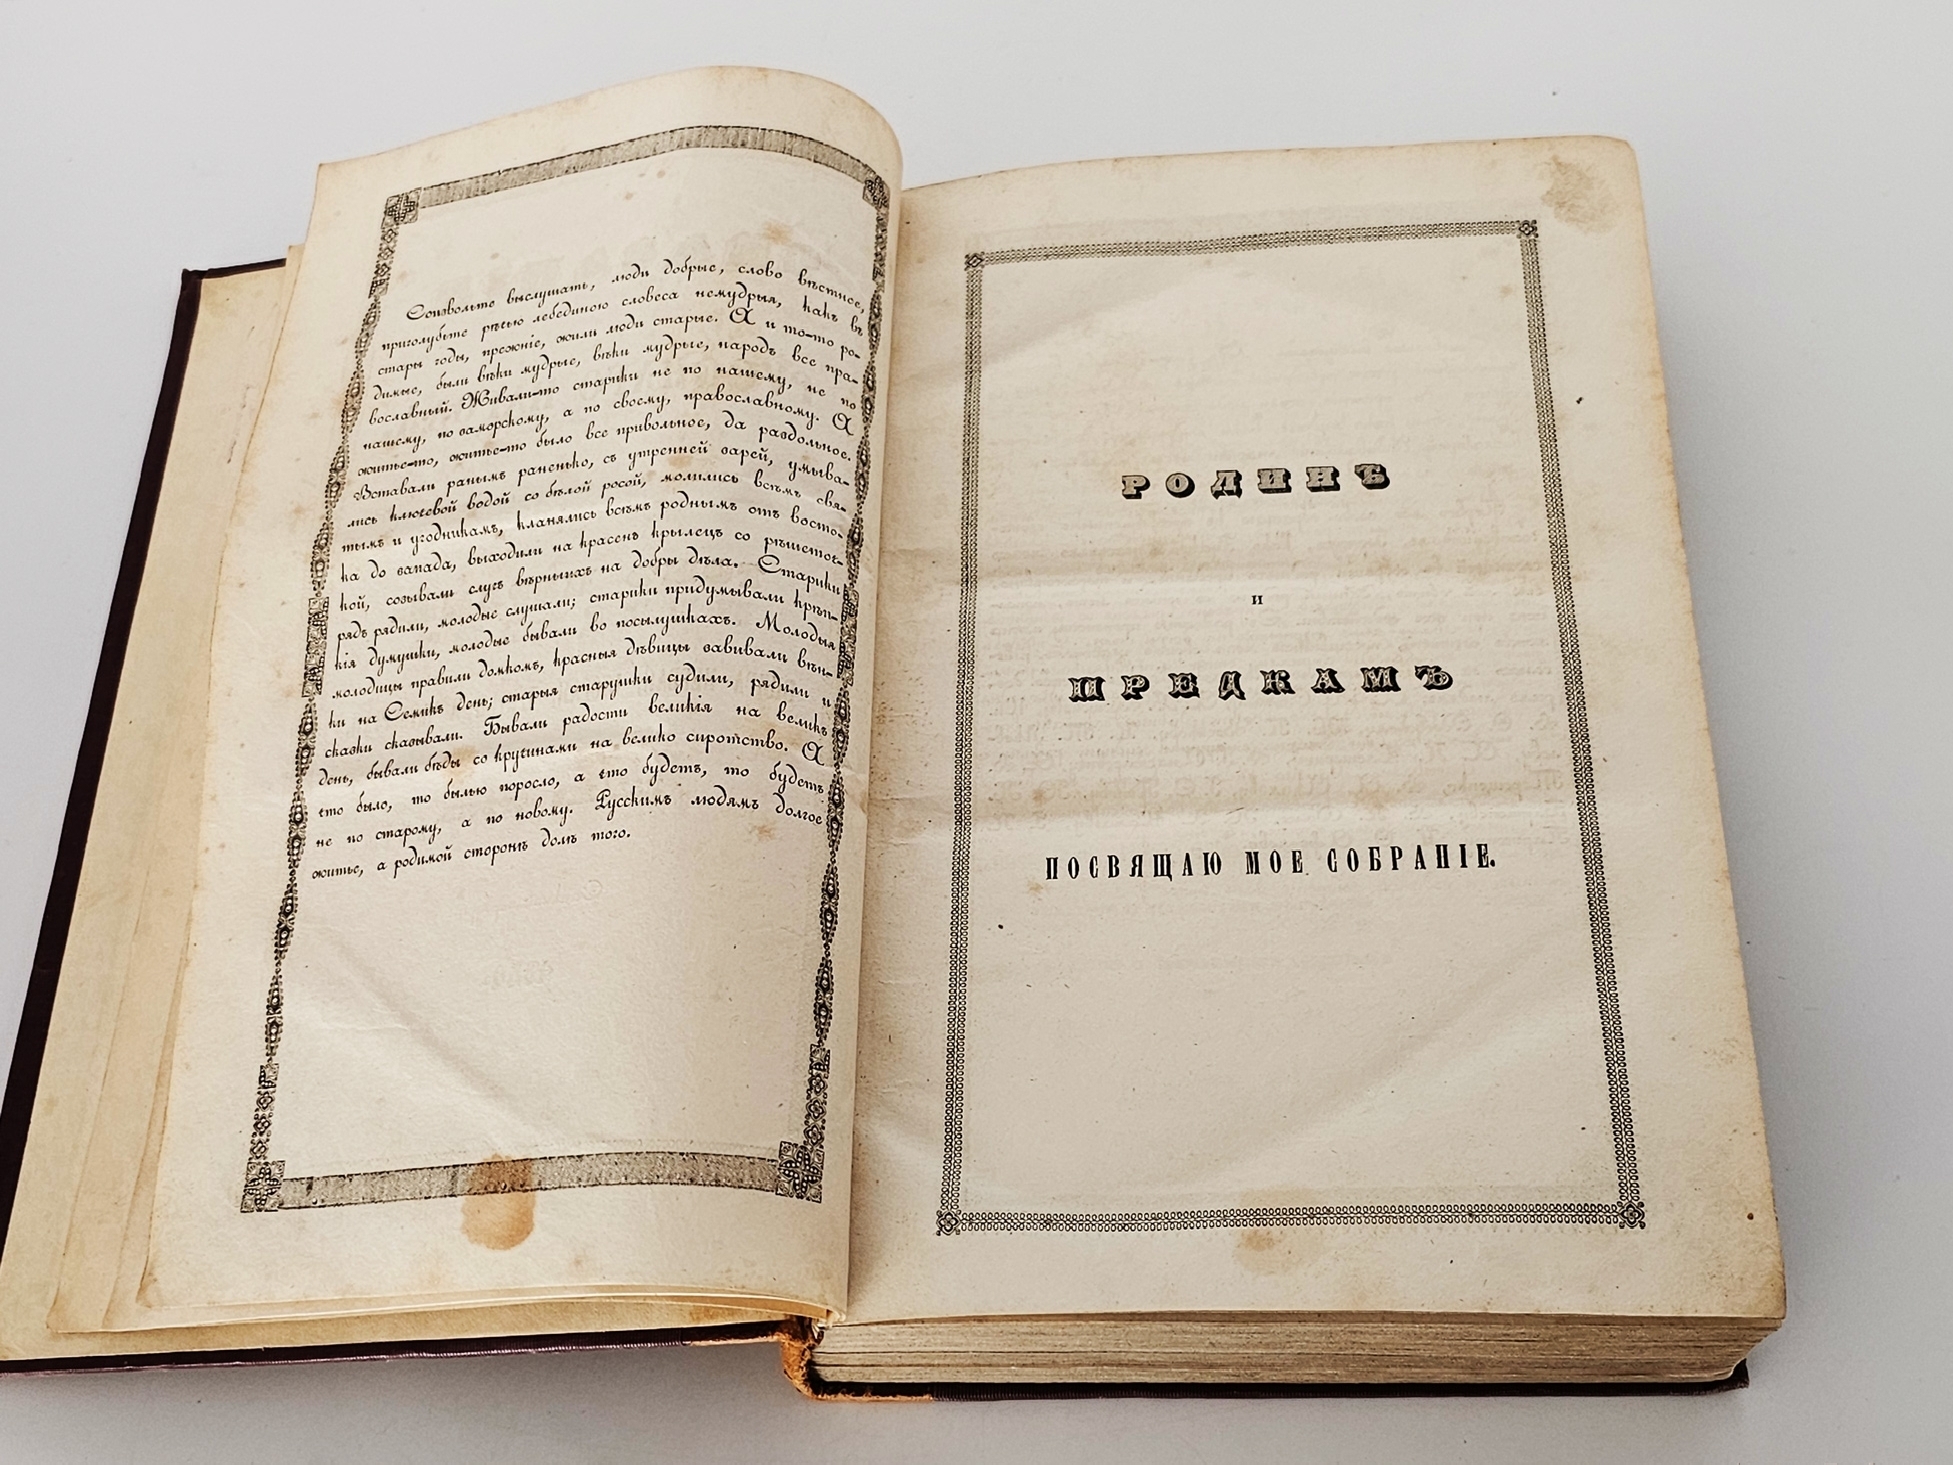 Соизвольте выслушать, люди добрые, слово вѣстное,
приголубьте рѣчью лебединою словеса немудрыя, какъ въ
стары годы, прежніе, жили люди старые. А и то-то ро-
димые, были вѣки мудрые, вѣки мудрые, народъ все пра-
вославный. Живали-то старики не по нашему, не по
нашему, по заморскому, а по своему, православному. А
житье-то, житье-то было все привольное, да раздольное.
Вставали раннымъ раненько, съ утренней зарей, умыва-
лись ключевой водой со бѣлой росой, молились всѣмъ свя-
тымъ и угодникамъ, кланялись всѣмъ роднымъ отъ восто-
ка до запада, выходили на красенъ крылецъ со рѣшеточ-
кой, созывали слугъ вѣрныихъ на добры дѣла. Старики
рядъ рядили, молодые слушали; старики придумывали крѣп-
кія думушки, молодые бывали во посылушкахъ. Молодыя
молодицы правили домкомъ, красныя дѣвицы завивали вѣн-
ки на Семикъ день; старыя старушки судили, рядили и
сказки сказывали. Бывали радости великія на великъ
день, бывали бѣды со кручинами на велико сиротство. А
что было, то былью поросло, а что будетъ, то будетъ
не по старому, а по новому. Русскимъ людямъ долгое
житье, а родимой сторонѣ долѣ того.
РОДИНѢ
И
ПРЕДКАМЪ
ПОСВЯЩАЮ МОЕ СОБРАНІЕ.